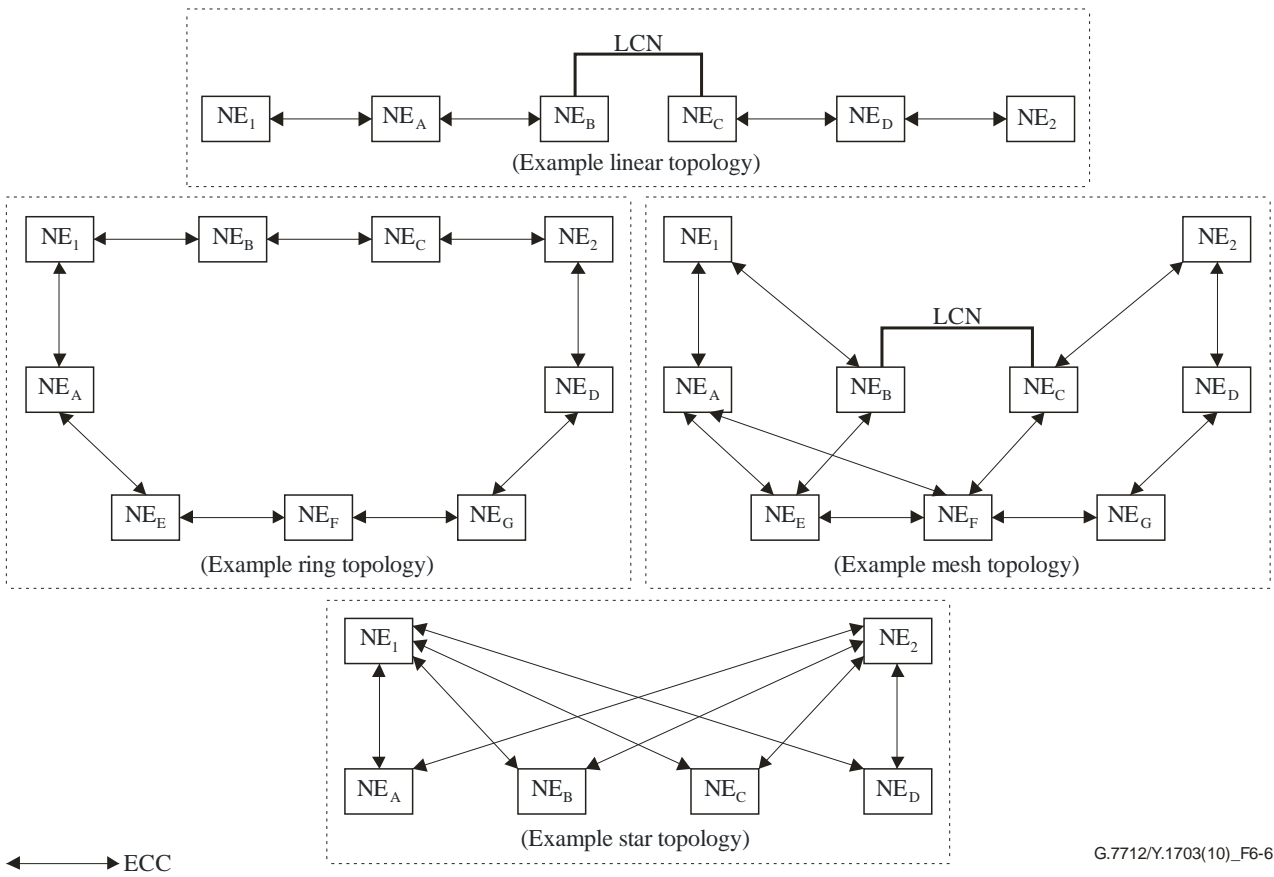 LCN
NE1 NEA NEB NEC NED NE2
(Example linear topology)
NE1 NEB NEC NE2
NEA NED
NEE NEF NEG
(Example ring topology)
NE1 NE2
LCN
NEA NEB NEC NED
NEE NEF NEG
(Example mesh topology)
NE1 NE2
NEA NEB NEC NED
(Example star topology)
ECC
G.7712/Y.1703(10)_F6-6